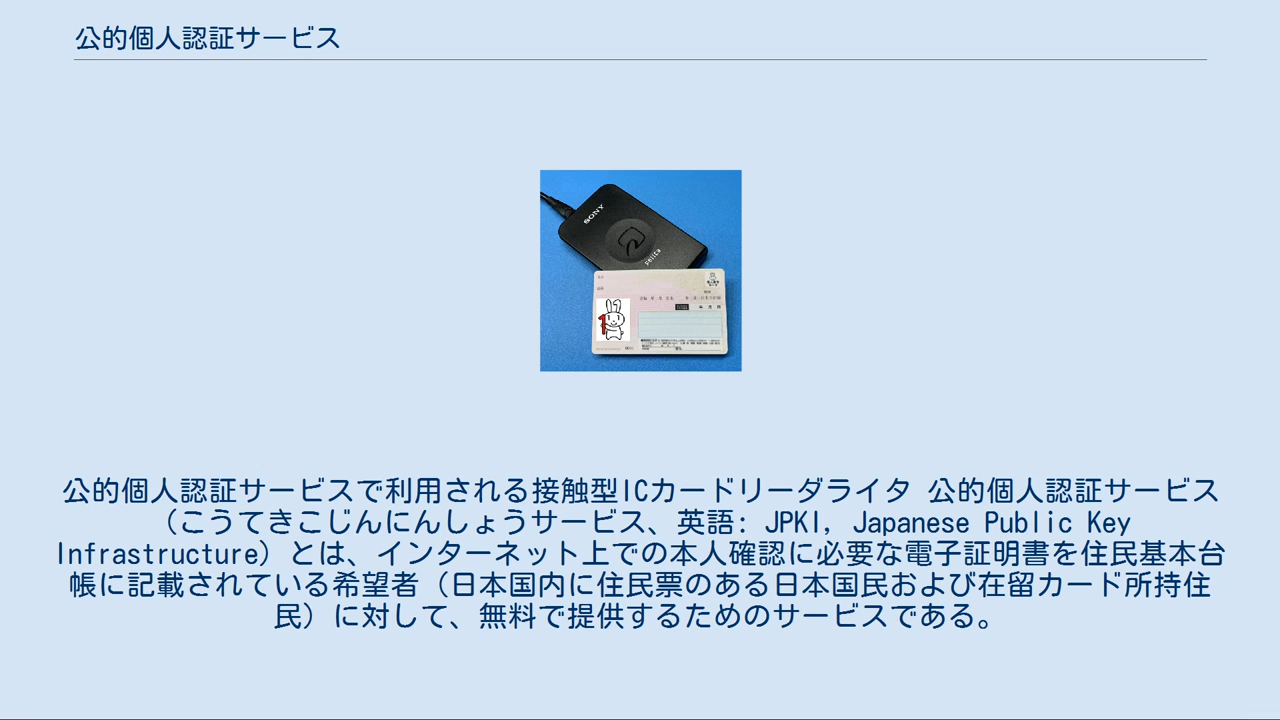 公的個人認証サービス
SONY
公的個人認証サービスで利用される接触型ICカードリーダライタ 公的個人認証サービス
（こうてきこじんにんしょうサービス、英語: JPKI, Japanese Public Key
Infrastructure）とは、インターネット上での本人確認に必要な電子証明書を住民基本台
帳に記載されている希望者（日本国内に住民票のある日本国民および在留カード所持住
民）に対して、無料で提供するためのサービスである。